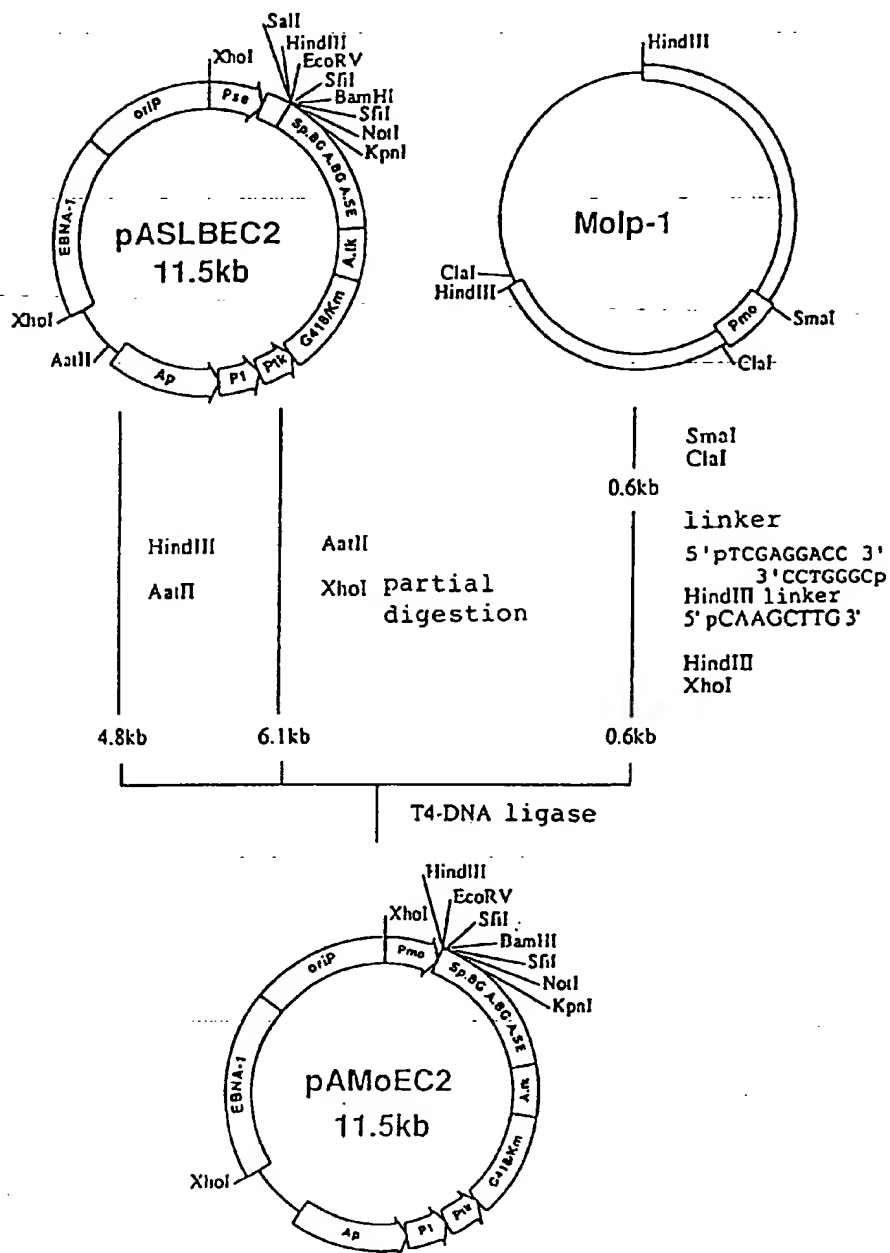 SalI
HindIII
EcoRV
SfiI
BamHI
SfiI
NotI
KpnI
XhoI
Pse
oriP
EBNA-1
Sp.BG A.BG A.SE
A.tk
G418/Km
Ptk
P1
Ap
AatII
XhoI
pASLBEC2
11.5kb
HindIII
MoIp-1
ClaI
HindIII
Pmo
SmaI
ClaI
HindIII
AatII
AatII
XhoI partial
digestion
SmaI
ClaI
0.6kb
linker
5'pTCGAGGACC 3'
3'CCTGGGCp
HindIII linker
5' pCAAGCTTG 3'
HindIII
XhoI
4.8kb
6.1kb
0.6kb
T4-DNA ligase
HindIII
EcoRV
SfiI
BamHI
SfiI
NotI
KpnI
XhoI
Pmo
oriP
EBNA-1
Sp.BG A.BG A.SE
A.tk
G418/Km
Ptk
P1
Ap
XhoI
pAMoEC2
11.5kb